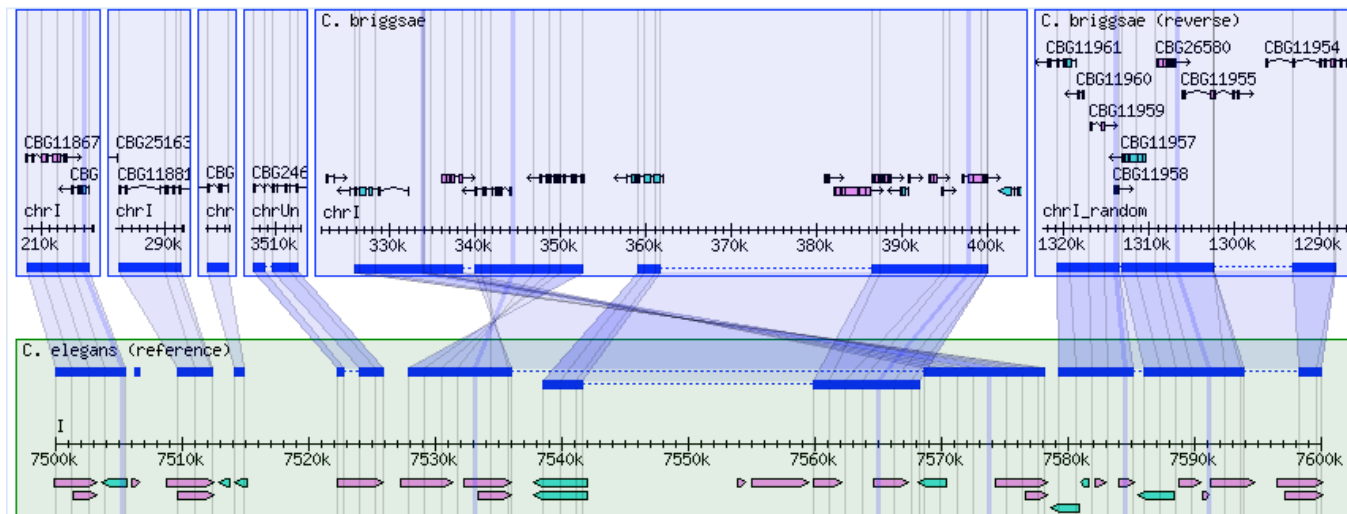 C. briggsae
C. briggsae (reverse)
CBG11961
CBG26580
CBG11954
CBG11960
CBG11955
CBG11959
CBG11867
CBG25163
CBG11957
CBG
CBG11881
CBG
CBG246
CBG11958
chrI
chrI
chr
chrUn
chrI
chrI_random
210k
290k
3510k
330k
340k
350k
360k
370k
380k
390k
400k
1320k
1310k
1300k
1290k
C. elegans (reference)
I
7500k
7510k
7520k
7530k
7540k
7550k
7560k
7570k
7580k
7590k
7600k